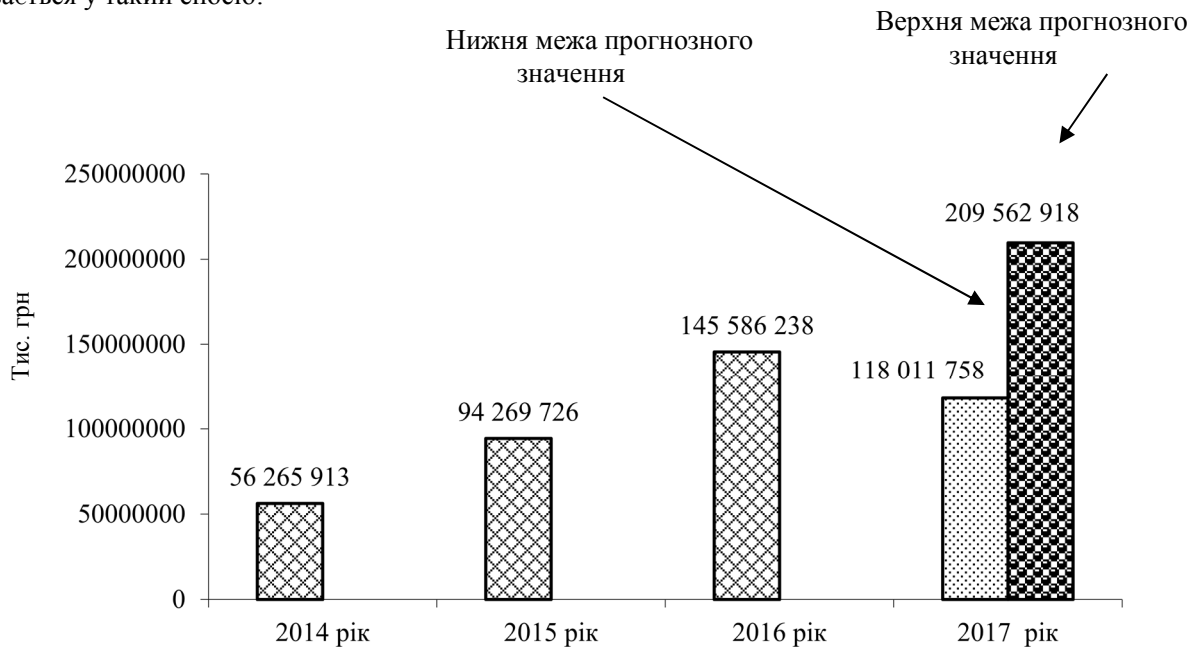 у такий спосіб:
Нижня межа прогнозного
значення
Верхня межа прогнозного
значення
Тис. грн
250000000
200000000
150000000
100000000
50000000
0
56 265 913
94 269 726
145 586 238
118 011 758
209 562 918
2014 рік
2015 рік
2016 рік
2017 рік